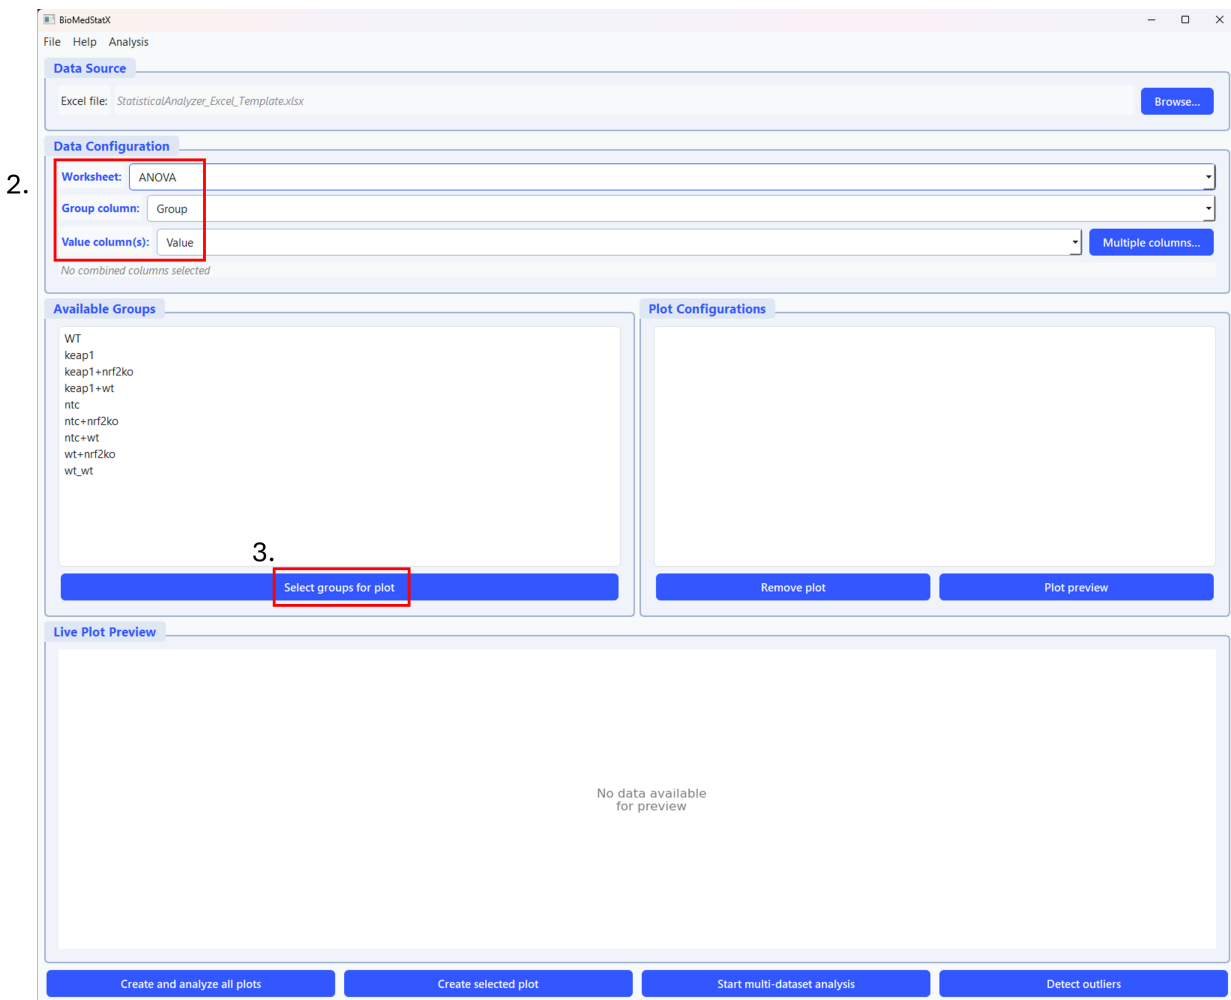 BioMedStatX
File Help Analysis
Data Source
Excel file: StatisticalAnalyzer_Excel_Template.xlsx Browse...
Data Configuration
2.
Worksheet: ANOVA
Group column: Group
Value column(s): Value Multiple columns...
No combined columns selected
Available Groups
WT
keap1
keap1+nrf2ko
keap1+wt
ntc
ntc+nrf2ko
ntc+wt
wt+nrf2ko
wt_wt
3.
Select groups for plot
Plot Configurations
Remove plot Plot preview
Live Plot Preview
No data available
for preview
Create and analyze all plots Create selected plot Start multi-dataset analysis Detect outliers